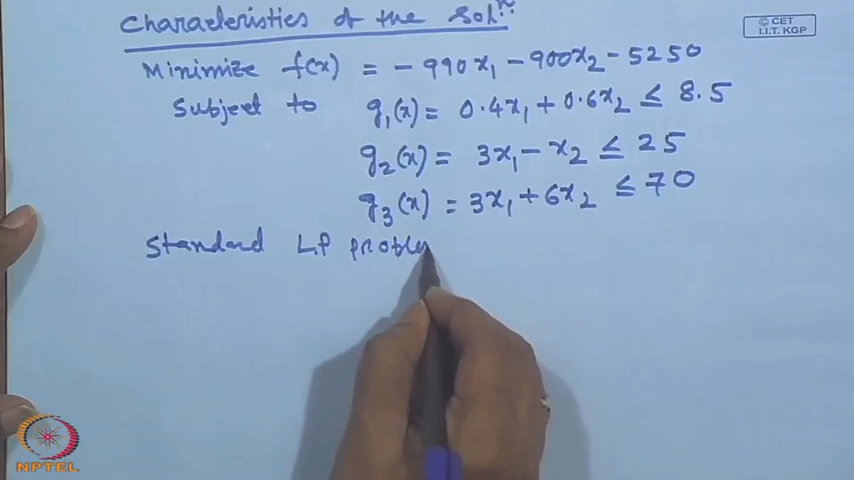 Characteristics of the Solⁿ:
© CET
I.I.T. KGP
Minimize f(x) = - 990x₁ - 900x₂ - 5250
Subject to g₁(x) = 0.4x₁ + 0.6x₂ ≤ 8.5
g₂(x) = 3x₁ - x₂ ≤ 25
g₃(x) = 3x₁ + 6x₂ ≤ 70
Standard LP proble
NPTEL